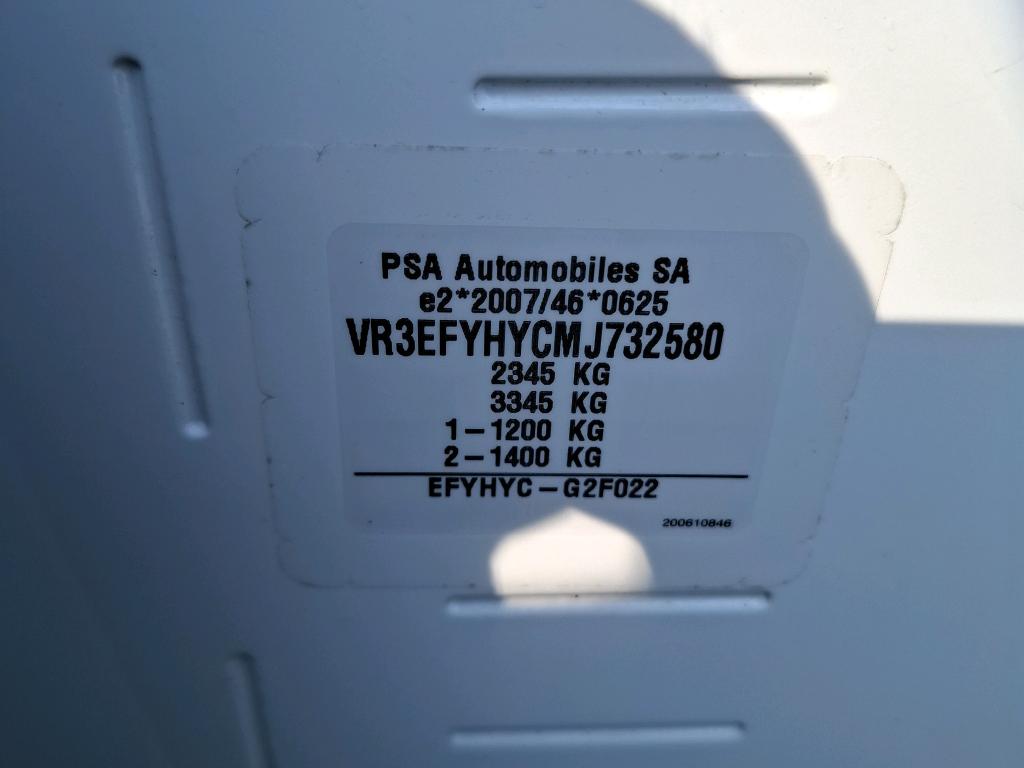 PSA Automobiles SA
e2*2007/46*0625
VR3EFYHYCMJ732580
2345 KG
3345 KG
1-1200 KG
2-1400 KG
EFYHYC-G2F022
200610846